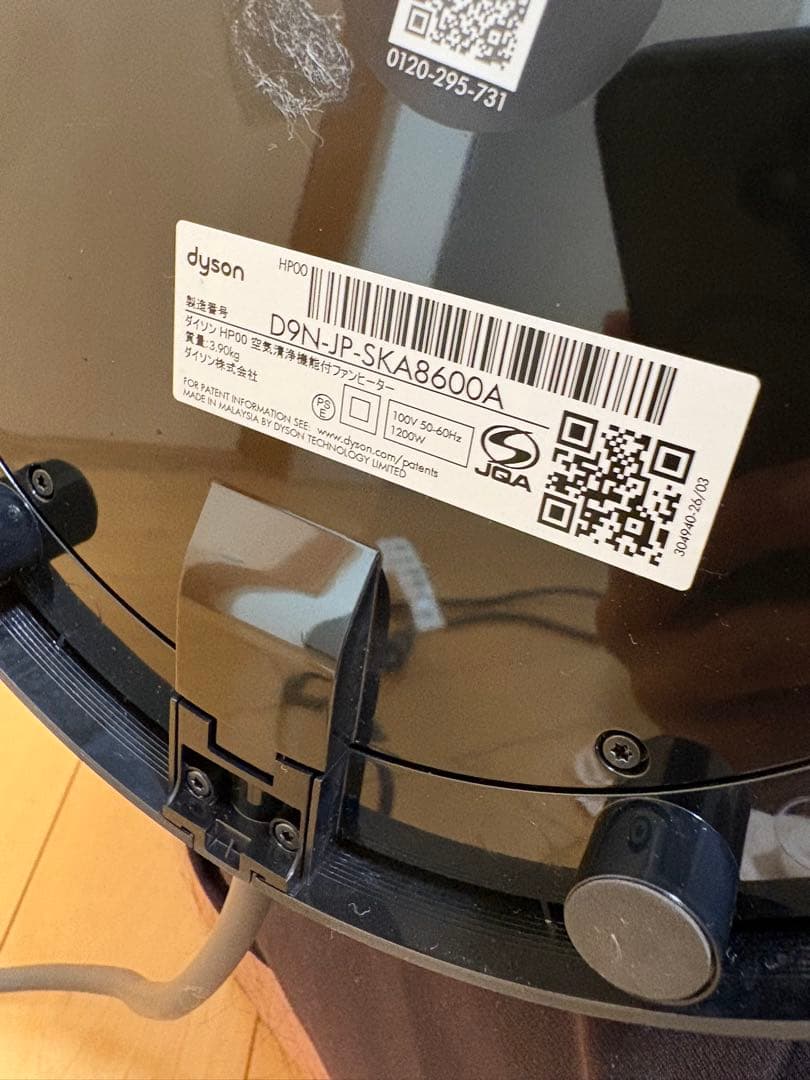 0120-295-731
dyson
HP00
製造番号
D9N-JP-SKA8600A
ダイソン HP00 空気清浄機能付ファンヒーター
質量:3.90kg
ダイソン株式会社
PS
E
100V 50-60Hz
1200W
JQA
FOR PATENT INFORMATION SEE: www.dyson.com/patents
MADE IN MALAYSIA BY DYSON TECHNOLOGY LIMITED
304940-26/03